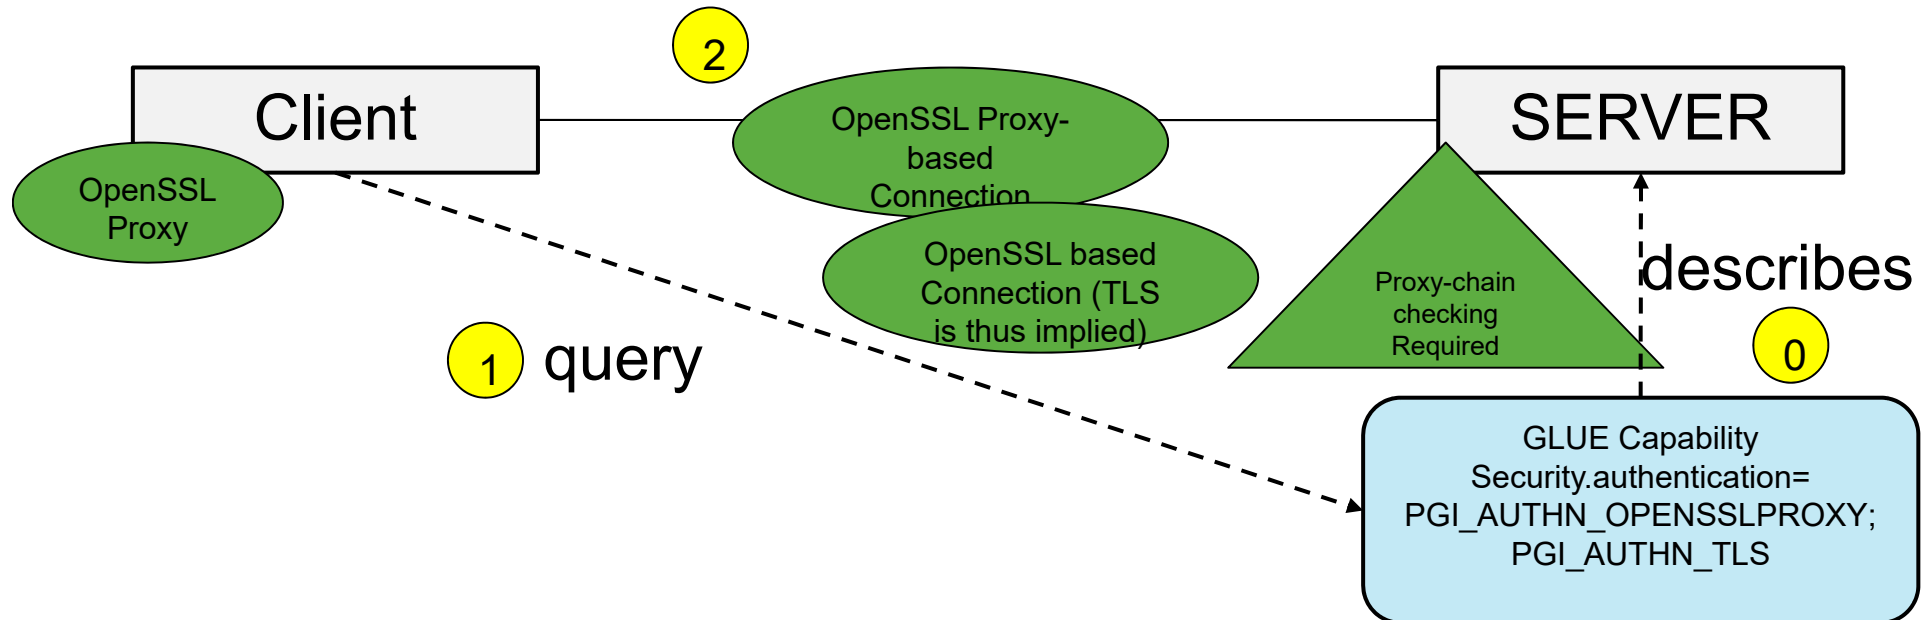 2
Client
OpenSSL Proxy-
based
Connection
SERVER
OpenSSL
Proxy
OpenSSL based
Connection (TLS
is thus implied)
Proxy-chain
checking
Required
describes
1
query
0
GLUE Capability
Security.authentication=
PGI_AUTHN_OPENSSLPROXY;
PGI_AUTHN_TLS